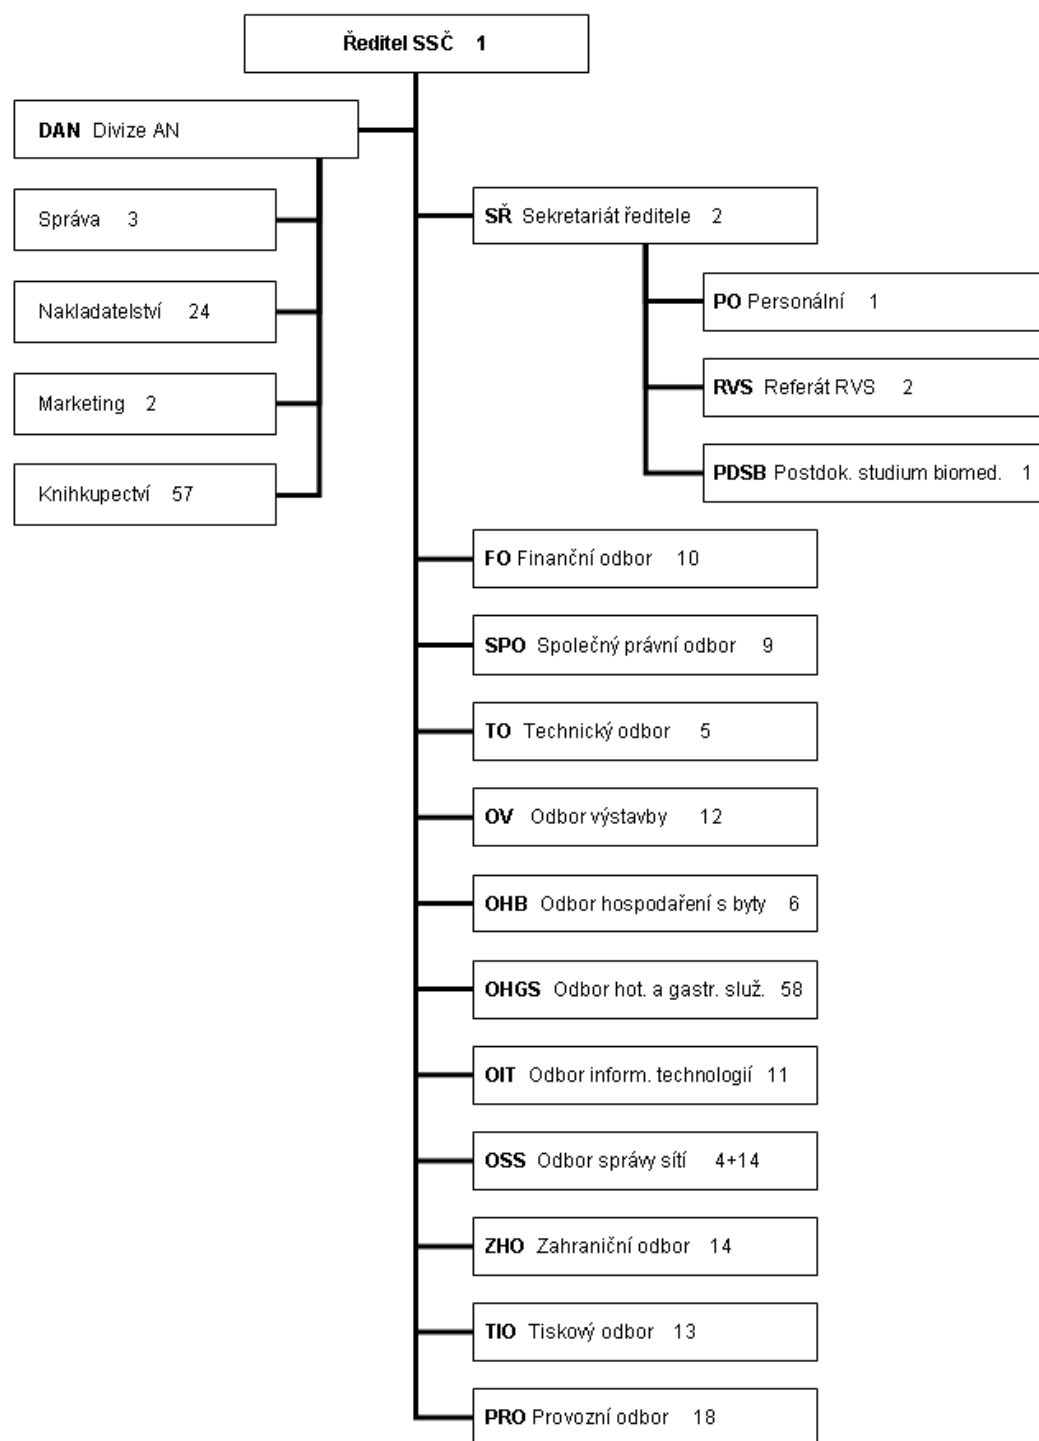 Ředitel SSČ 1
DAN Divize AN
Správa 3
Nakladatelství 24
Marketing 2
Knihkupectví 57
SŘ Sekretariát ředitele 2
PO Personální 1
RVS Referát RVS 2
PDSB Postdok. studium biomed. 1
FO Finanční odbor 10
SPO Společný právní odbor 9
TO Technický odbor 5
OV Odbor výstavby 12
OHB Odbor hospodaření s byty 6
OHGS Odbor hot. a gastr. služ. 58
OIT Odbor inform. technologií 11
OSS Odbor správy sítí 4+14
ZHO Zahraniční odbor 14
TIO Tiskový odbor 13
PRO Provozní odbor 18